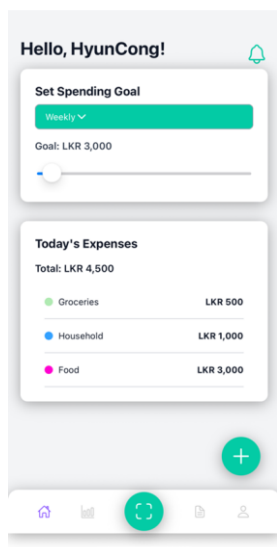 Hello, HyunCong!
Set Spending Goal
Weekly
Goal: LKR 3,000
Today's Expenses
Total: LKR 4,500
Groceries LKR 500
Household LKR 1,000
Food LKR 3,000